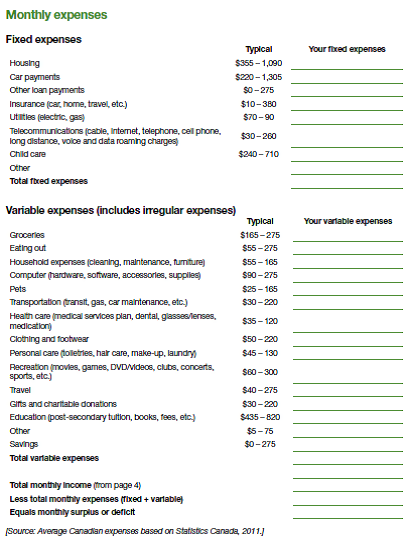 Monthly expenses
Fixed expenses
Typical Your fixed expenses
Housing $355 – 1,090
Car payments $220 – 1,305
Other loan payments $0 – 275
Insurance (car, home, travel, etc.) $10 – 380
Utilities (electric, gas) $70 – 90
Telecommunications (cable, internet, telephone, cell phone,
long distance, voice and data roaming charges) $30 – 260
Child care $240 – 710
Other
Total fixed expenses
Variable expenses (includes irregular expenses)
Typical Your variable expenses
Groceries $165 – 275
Eating out $55 – 275
Household expenses (cleaning, maintenance, furniture) $55 – 165
Computer (hardware, software, accessories, supplies) $90 – 275
Pets $25 – 165
Transportation (transit, gas, car maintenance, etc.) $30 – 220
Health care (medical services plan, dental, glasses/lenses,
medication) $35 – 120
Clothing and footwear $50 – 220
Personal care (toiletries, hair care, make-up, laundry) $45 – 130
Recreation (movies, games, DVD/videos, clubs, concerts,
sports, etc.) $60 – 300
Travel $40 – 275
Gifts and charitable donations $30 – 220
Education (post-secondary tuition, books, fees, etc.) $435 – 820
Other $5 – 75
Savings $0 – 275
Total variable expenses
Total monthly income (from page 4)
Less total monthly expenses (fixed + variable)
Equals monthly surplus or deficit
[Source: Average Canadian expenses based on Statistics Canada, 2011.]